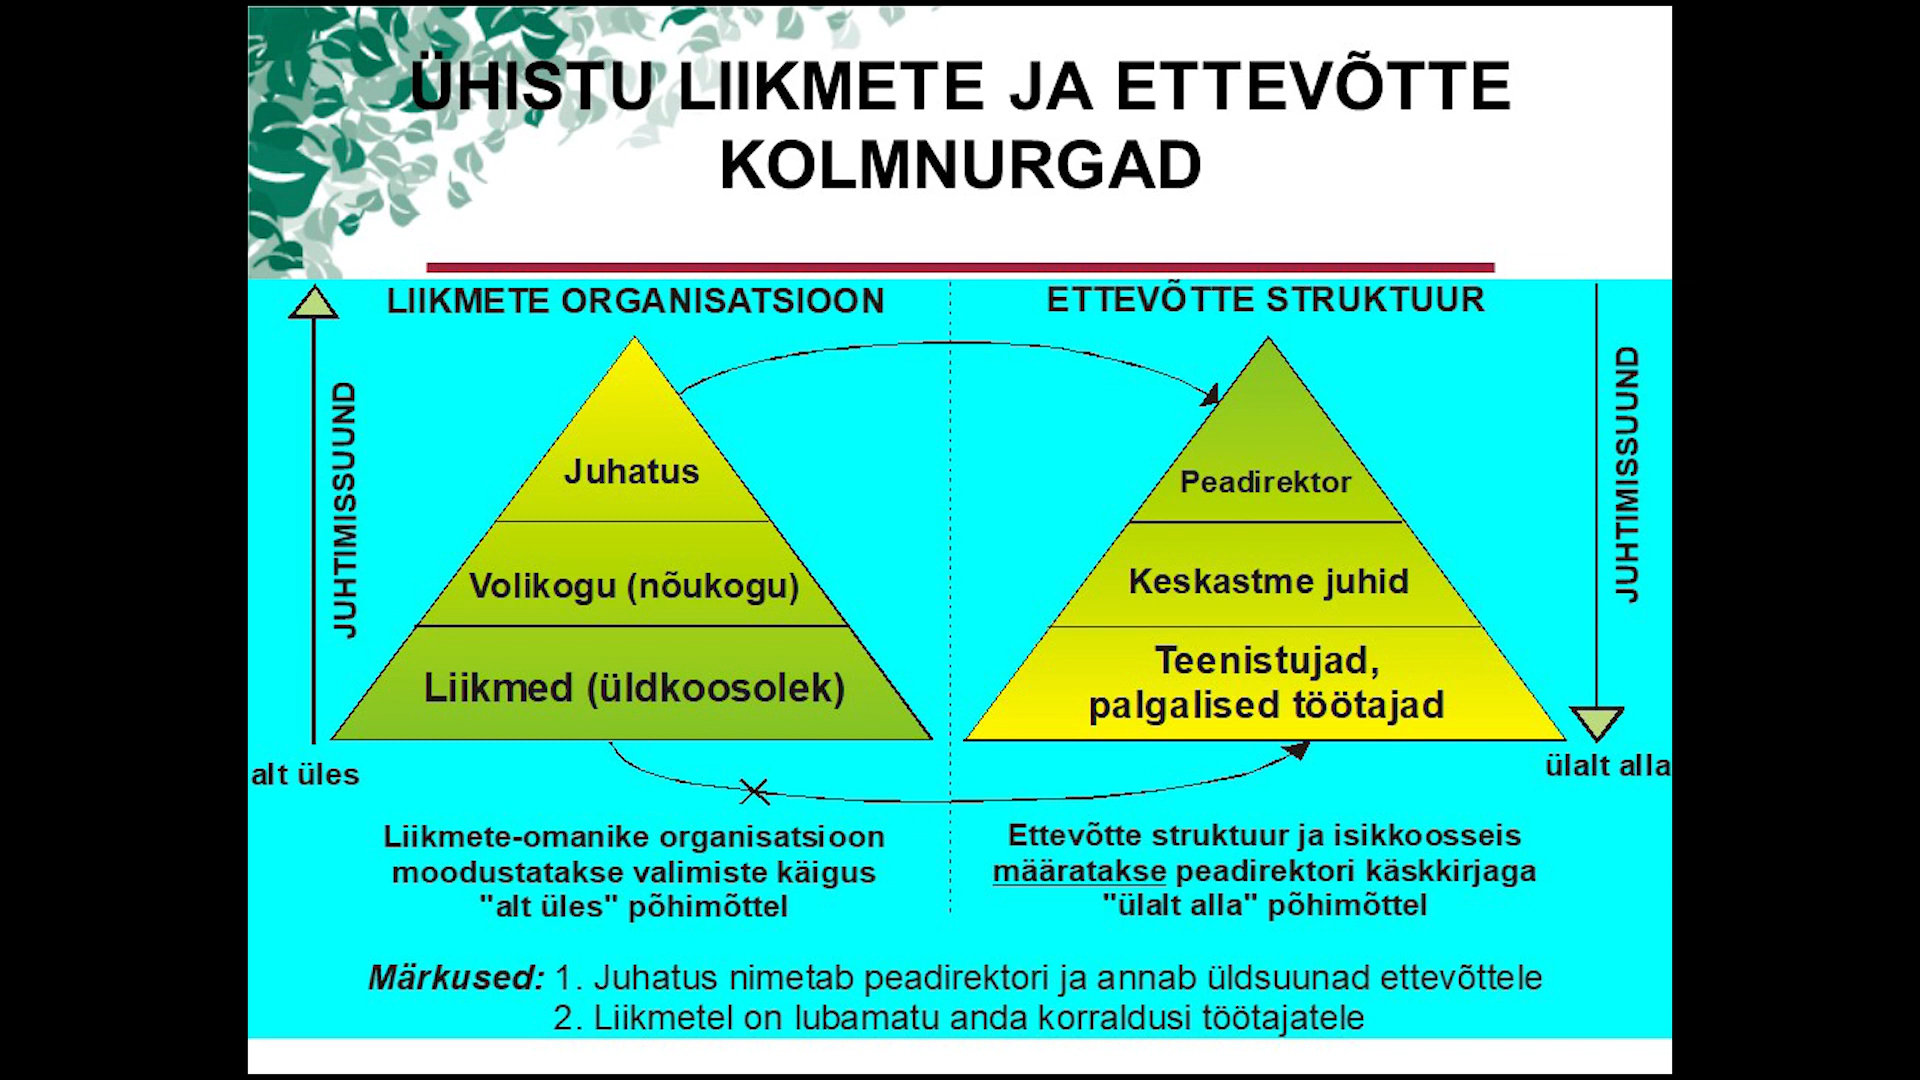 ÜHISTU LIIKMETE JA ETTEVÕTTE
KOLMNURGAD
LIIKMETE ORGANISATSIOON
JUHTIMISSUUND
alt üles
Juhatus
Volikogu (nõukogu)
Liikmed (üldkoosolek)
Liikmete-omanike organisatsioon
moodustatakse valimiste käigus
"alt üles" põhimõttel
ETTEVÕTTE STRUKTUUR
Peadirektor
Keskastme juhid
Teenistujad,
palgalised töötajad
JUHTIMISSUUND
ülalt alla
Ettevõtte struktuur ja isikkoosseis
määratakse peadirektori käskkirjaga
"ülalt alla" põhimõttel
Märkused: 1. Juhatus nimetab peadirektori ja annab üldsuunad ettevõttele
2. Liikmetel on lubamatu anda korraldusi töötajatele